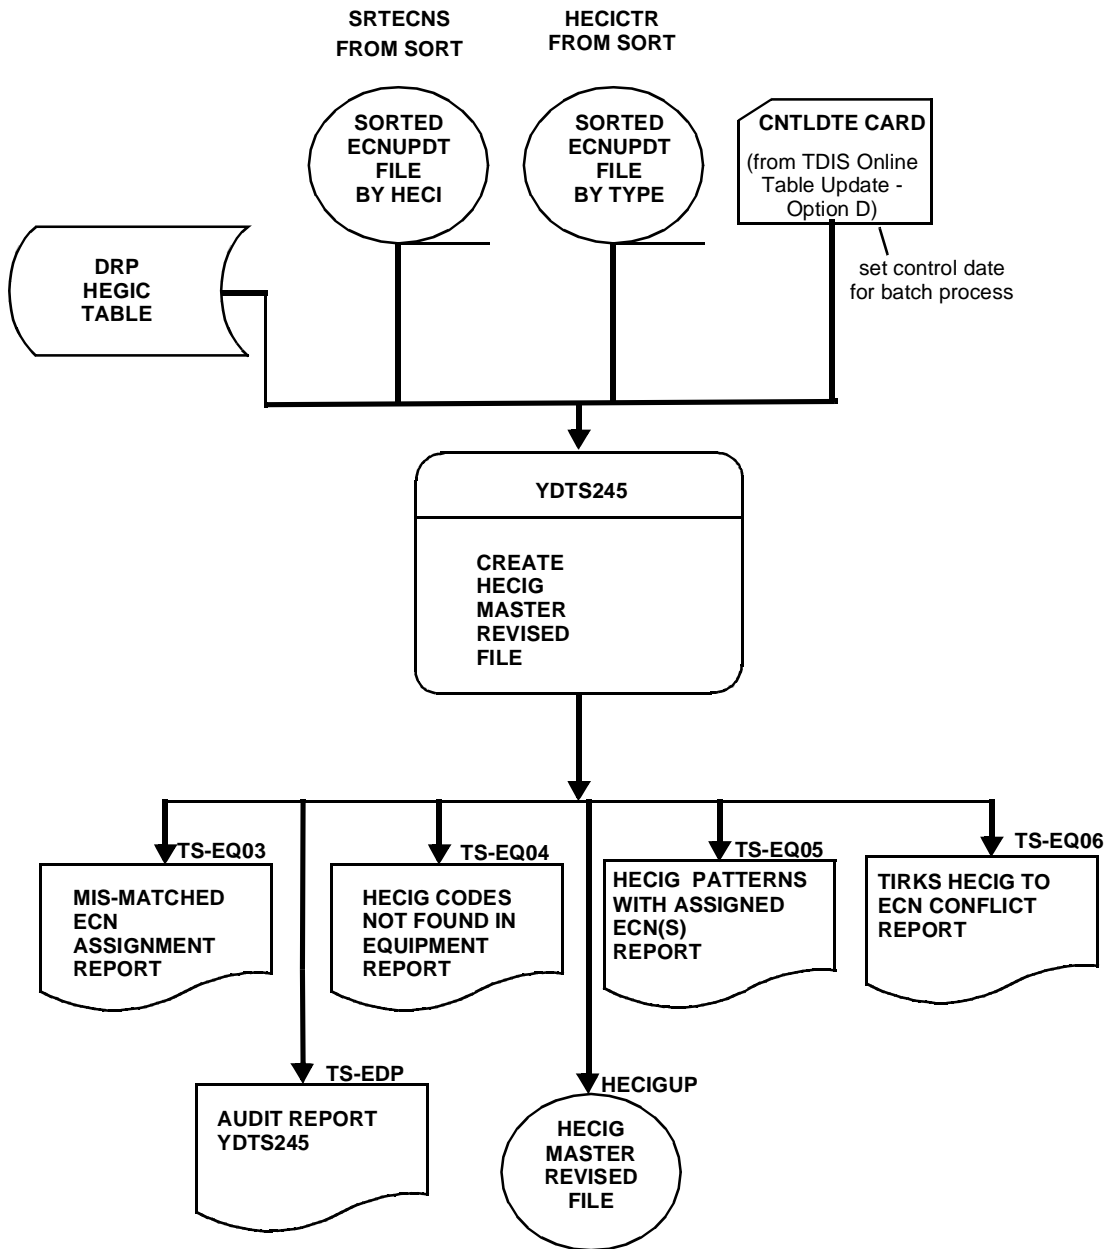 SRTECNS
FROM SORT
HECICTR
FROM SORT
SORTED
ECNUPDT
FILE
BY HECI
SORTED
ECNUPDT
FILE
BY TYPE
CNTLDTE CARD
(from TDIS Online
Table Update -
Option D)
set control date
for batch process
DRP
HEGIC
TABLE
YDTS245
CREATE
HECIG
MASTER
REVISED
FILE
TS-EQ03
MIS-MATCHED
ECN
ASSIGNMENT
REPORT
TS-EQ04
HECIG CODES
NOT FOUND IN
EQUIPMENT
REPORT
TS-EQ05
HECIG PATTERNS
WITH ASSIGNED
ECN(S)
REPORT
TS-EQ06
TIRKS HECIG TO
ECN CONFLICT
REPORT
TS-EDP
AUDIT REPORT
YDTS245
HECIGUP
HECIG
MASTER
REVISED
FILE